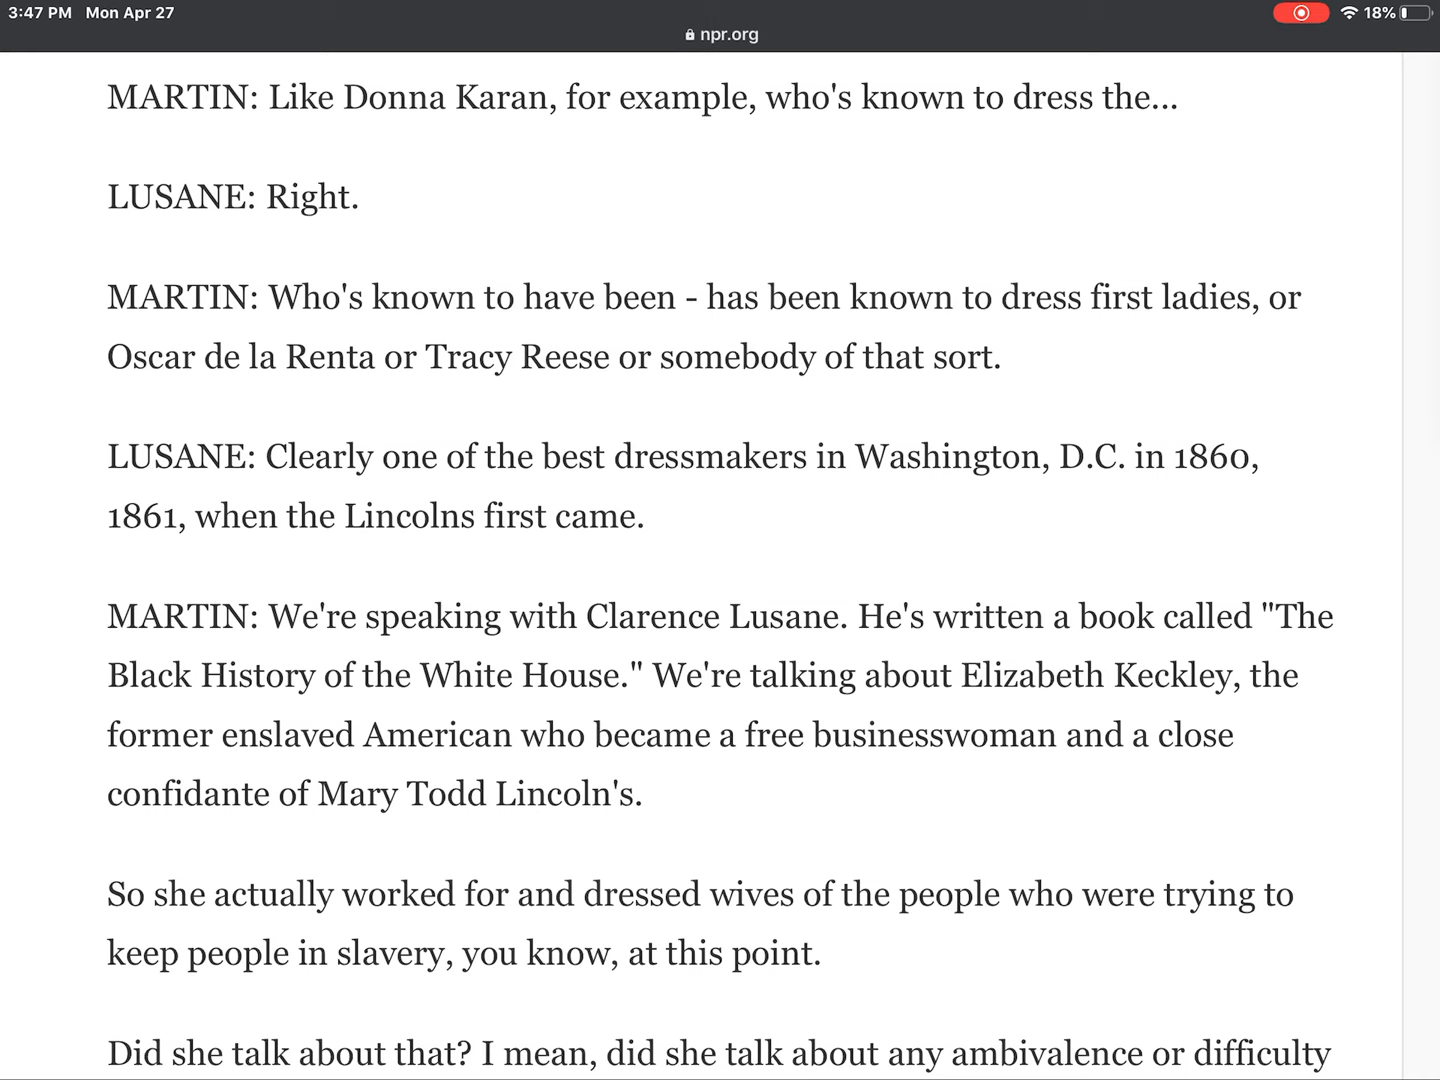 3:47 PM Mon Apr 27
18%
npr.org
MARTIN: Like Donna Karan, for example, who's known to dress the...
LUSANE: Right.
MARTIN: Who's known to have been - has been known to dress first ladies, or
Oscar de la Renta or Tracy Reese or somebody of that sort.
LUSANE: Clearly one of the best dressmakers in Washington, D.C. in 1860,
1861, when the Lincolns first came.
MARTIN: We're speaking with Clarence Lusane. He's written a book called "The
Black History of the White House." We're talking about Elizabeth Keckley, the
former enslaved American who became a free businesswoman and a close
confidante of Mary Todd Lincoln's.
So she actually worked for and dressed wives of the people who were trying to
keep people in slavery, you know, at this point.
Did she talk about that? I mean, did she talk about any ambivalence or difficulty